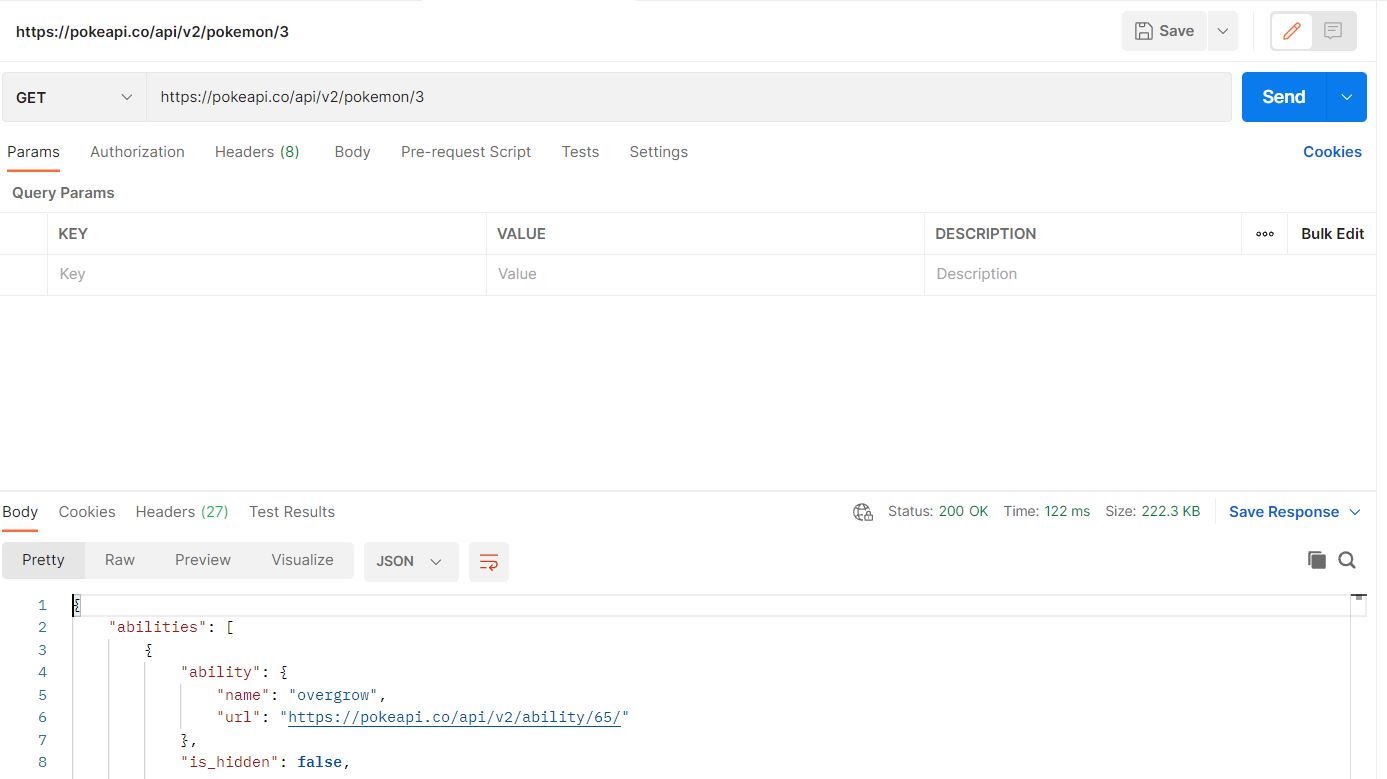 https://pokeapi.co/api/v2/pokemon/3
Save
GET
https://pokeapi.co/api/v2/pokemon/3
Send
Params Authorization Headers (8) Body Pre-request Script Tests Settings Cookies
Query Params
KEY VALUE DESCRIPTION ooo Bulk Edit
Key Value Description
Body Cookies Headers (27) Test Results Status: 200 OK Time: 122 ms Size: 222.3 KB Save Response
Pretty Raw Preview Visualize JSON
1 {
2 "abilities": [
3 {
4 "ability": {
5 "name": "overgrow",
6 "url": "https://pokeapi.co/api/v2/ability/65/"
7 },
8 "is_hidden": false,